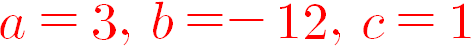 a = 3, b = − 12, c = 1